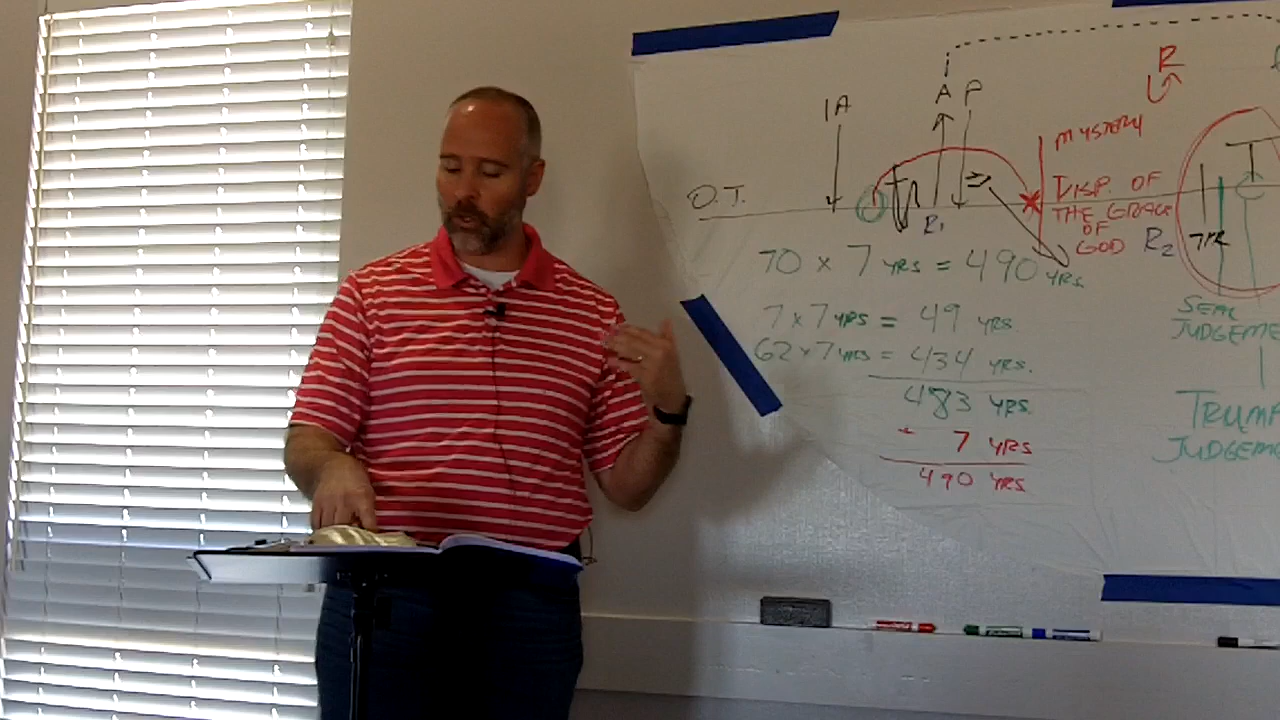 R
1A
A P
MYSTERY
O.T.
DISP. OF
THE GRACE
OF
GOD
R1
R2
70 x 7 YRS = 490 YRS
7 x 7 YRS = 49 YRS
62 x 7 YRS = 434 YRS.
483 YRS
+ 7 YRS
490 YRS
SEAL
JUDGEME
TRUMP
JUDGEME